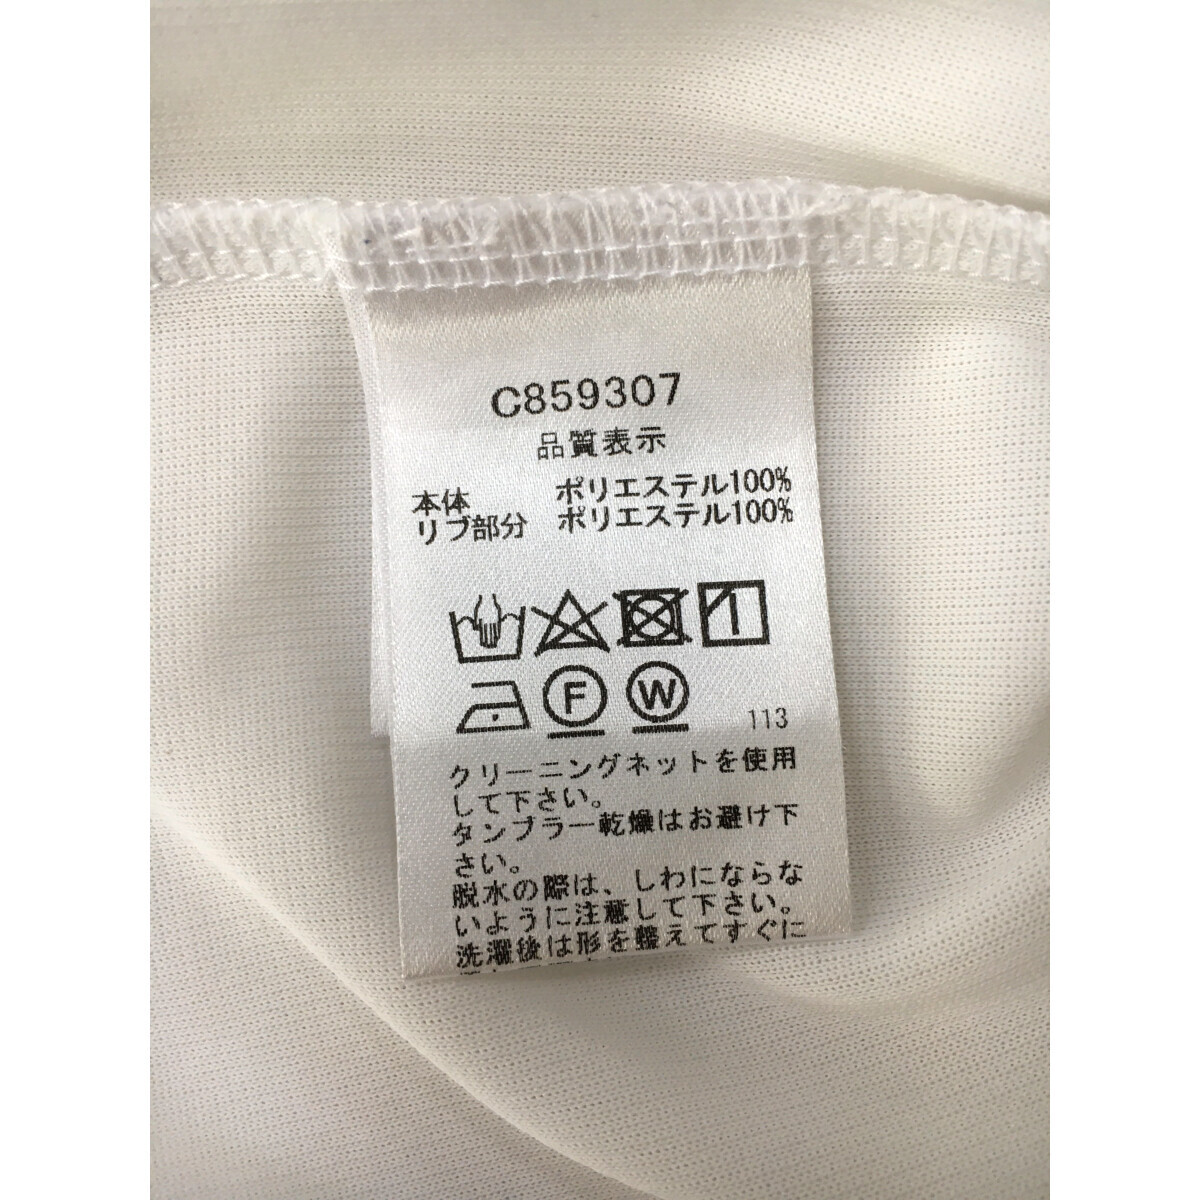 C859307
品質表示
本体 ポリエステル100%
リブ部分 ポリエステル100%
F W 113
クリーニングネットを使用
して下さい。
タンブラー乾燥はお避け下
さい。
脱水の際は、しわにならな
いように注意して下さい。
洗濯後は形を整えてすぐに